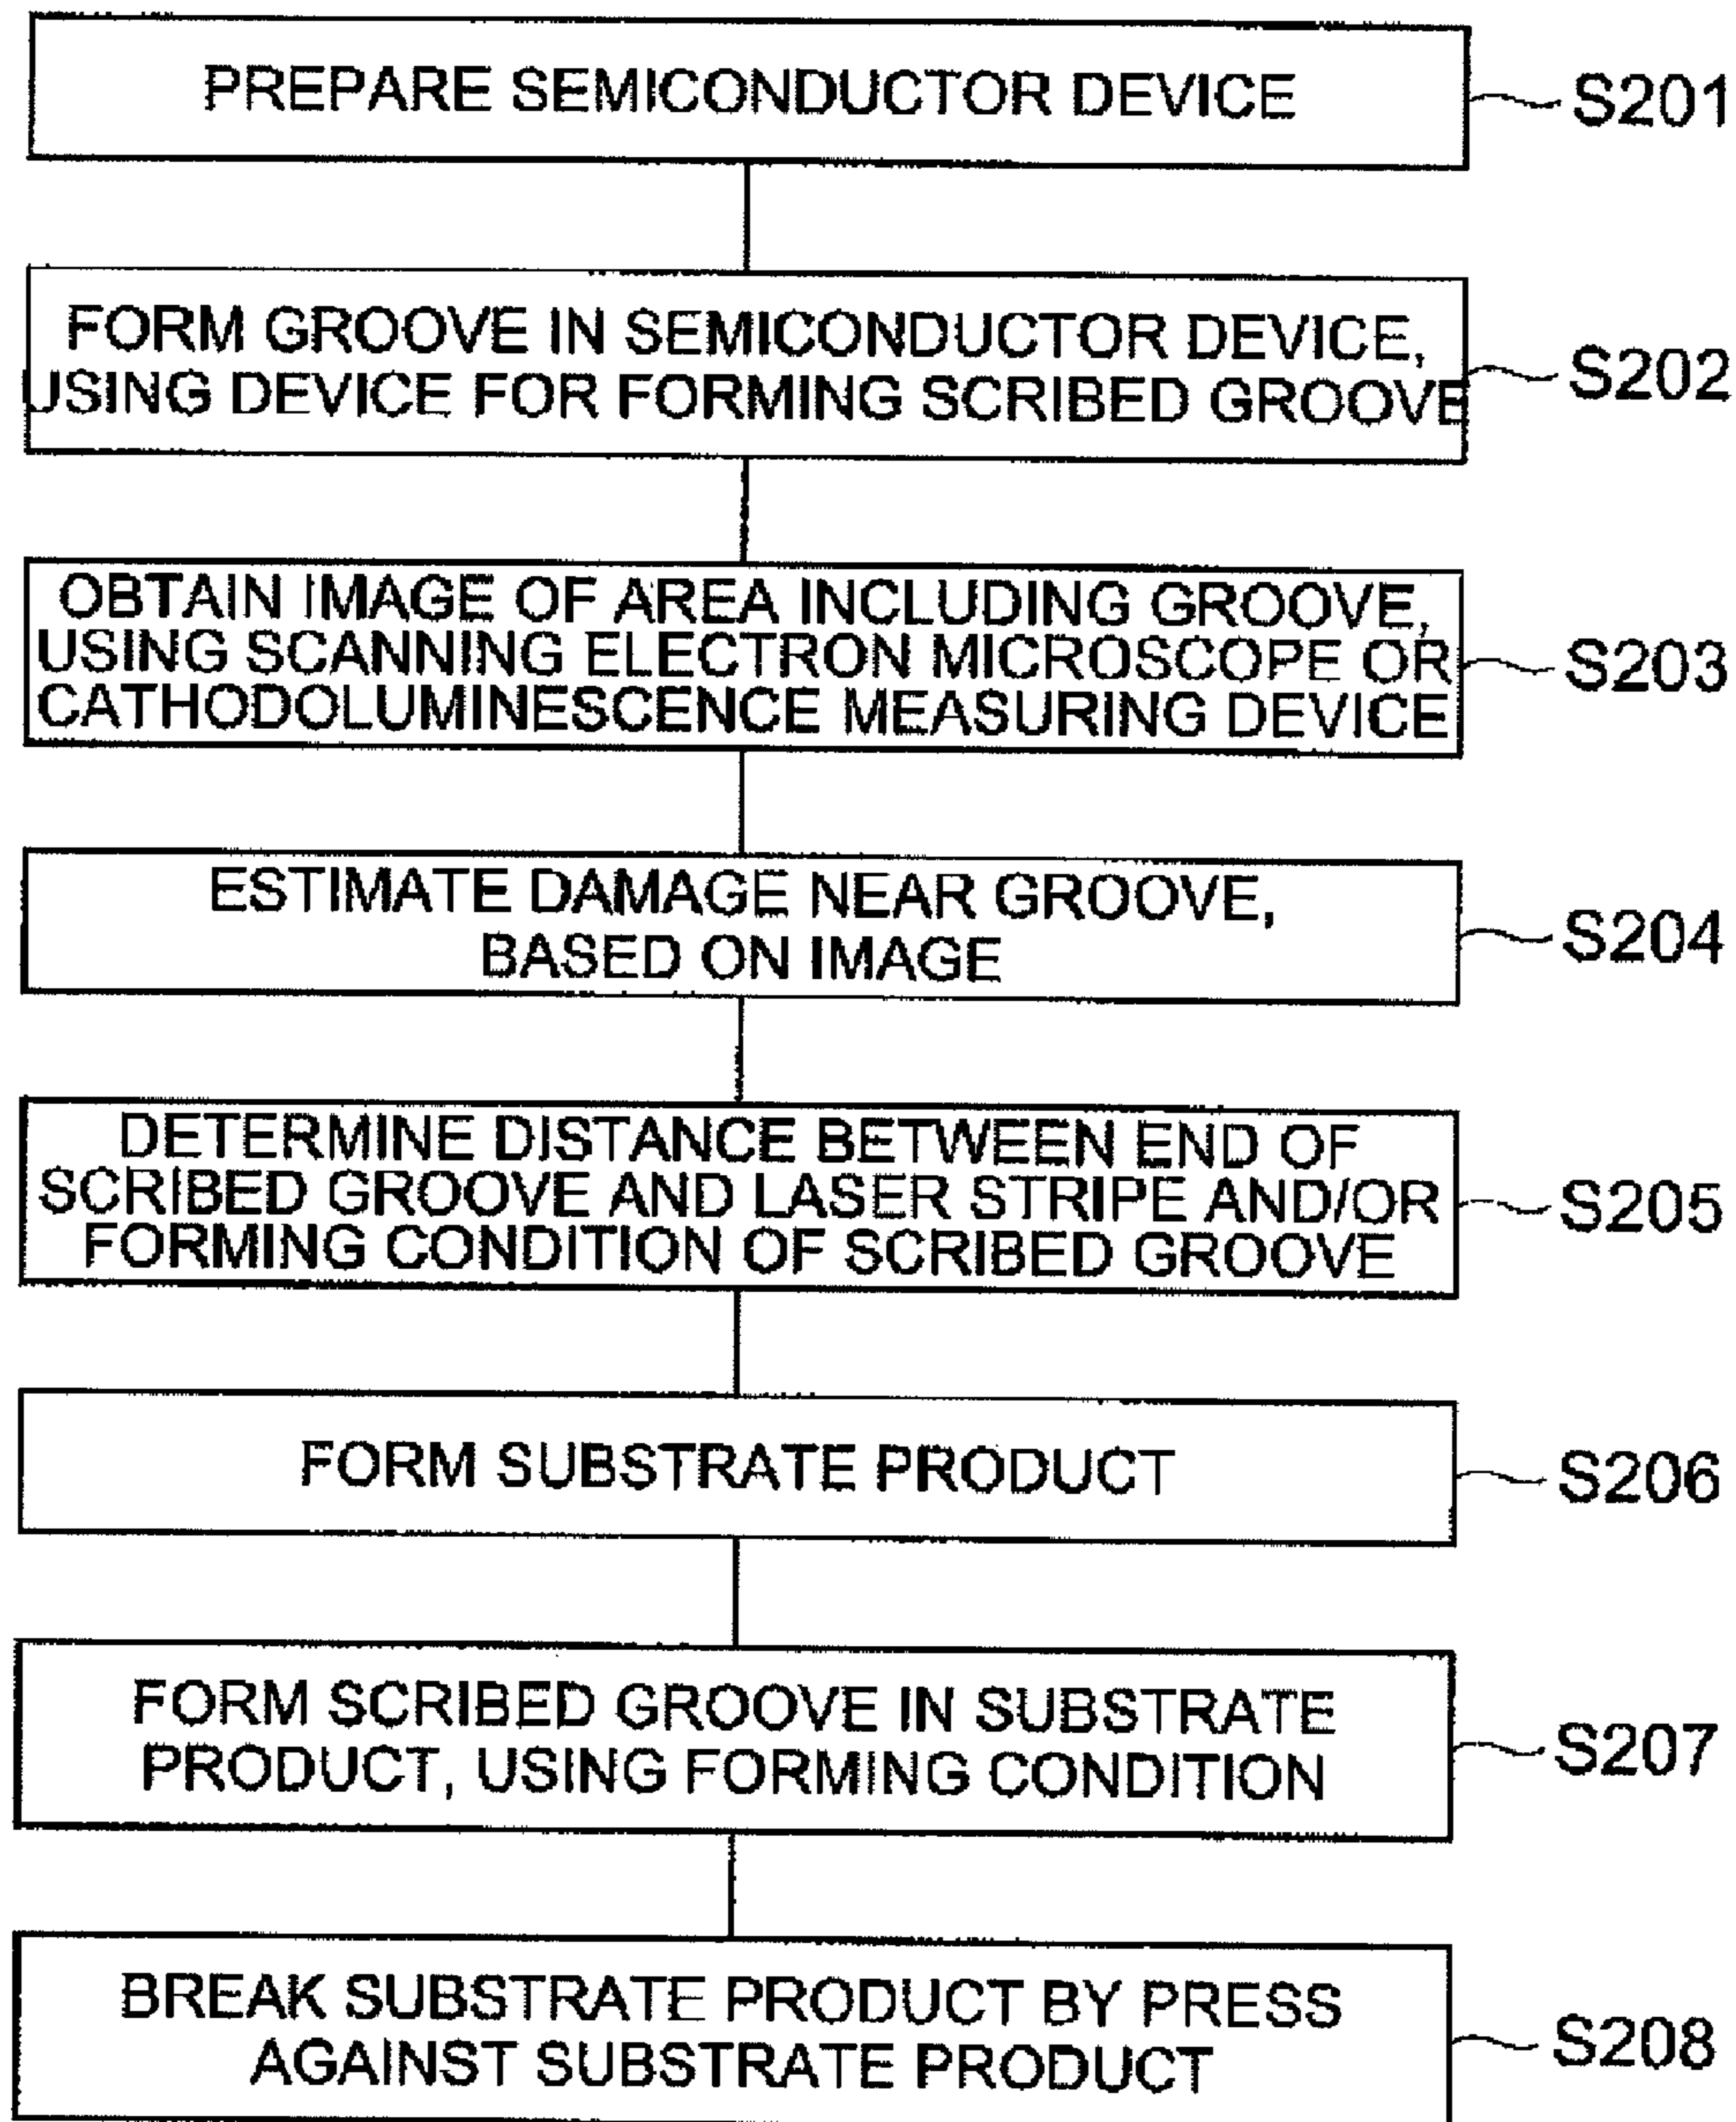 PREPARE SEMICONDUCTOR DEVICE
S201
FORM GROOVE IN SEMICONDUCTOR DEVICE,
USING DEVICE FOR FORMING SCRIBED GROOVE
S202
OBTAIN IMAGE OF AREA INCLUDING GROOVE,
USING SCANNING ELECTRON MICROSCOPE OR
CATHODOLUMINESCENCE MEASURING DEVICE
S203
ESTIMATE DAMAGE NEAR GROOVE,
BASED ON IMAGE
S204
DETERMINE DISTANCE BETWEEN END OF
SCRIBED GROOVE AND LASER STRIPE AND/OR
FORMING CONDITION OF SCRIBED GROOVE
S205
FORM SUBSTRATE PRODUCT
S206
FORM SCRIBED GROOVE IN SUBSTRATE
PRODUCT, USING FORMING CONDITION
S207
BREAK SUBSTRATE PRODUCT BY PRESS
AGAINST SUBSTRATE PRODUCT
S208